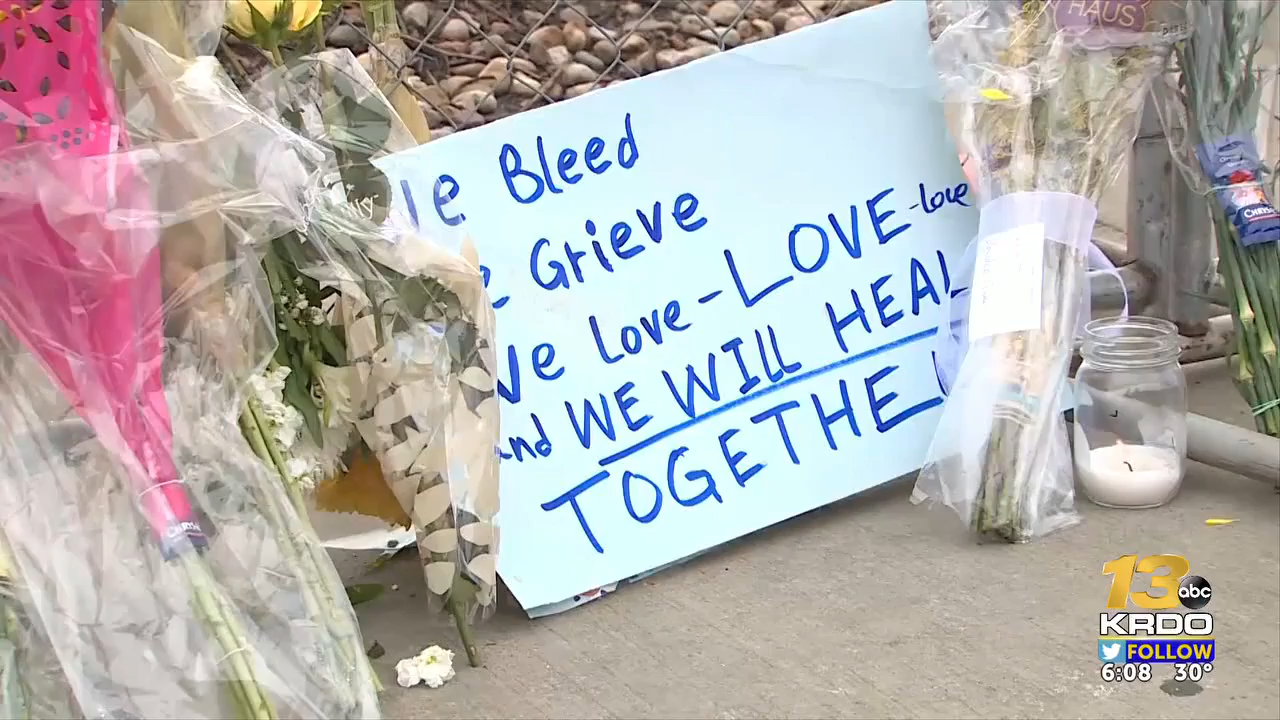 HAUS
le Bleed
e Grieve
We Love-LOVE-love
and WE WILL HEAL
TOGETHE
CHRYSAL
13 abc
KRDO
FOLLOW
6:08 30°